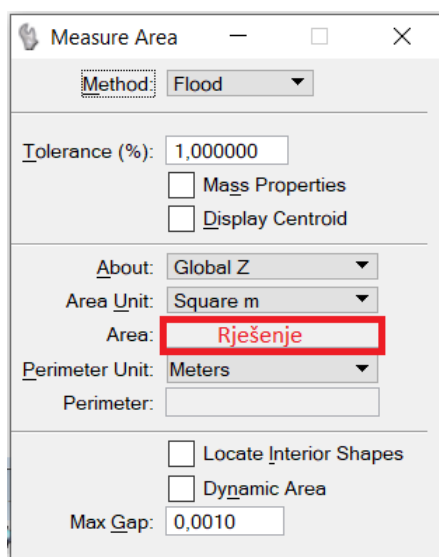 Measure Area
Method: Flood
Tolerance (%): 1,000000
Mass Properties
Display Centroid
About: Global Z
Area Unit: Square m
Area: Rješenje
Perimeter Unit: Meters
Perimeter:
Locate Interior Shapes
Dynamic Area
Max Gap: 0,0010